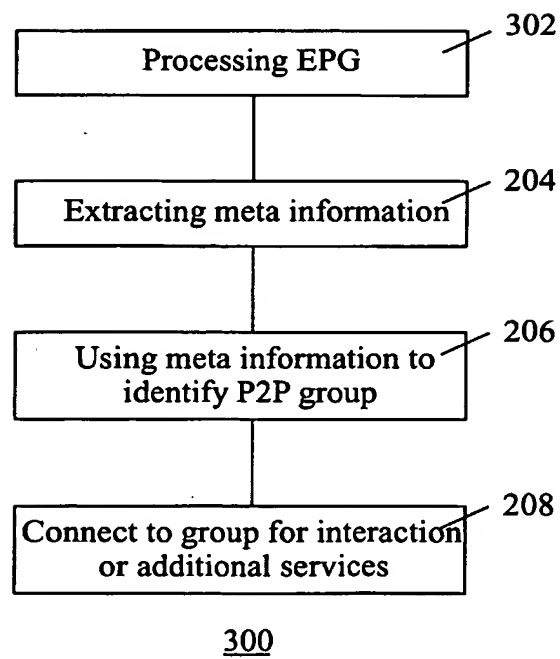 302
Processing EPG
204
Extracting meta information
206
Using meta information to
identify P2P group
208
Connect to group for interaction
or additional services
300